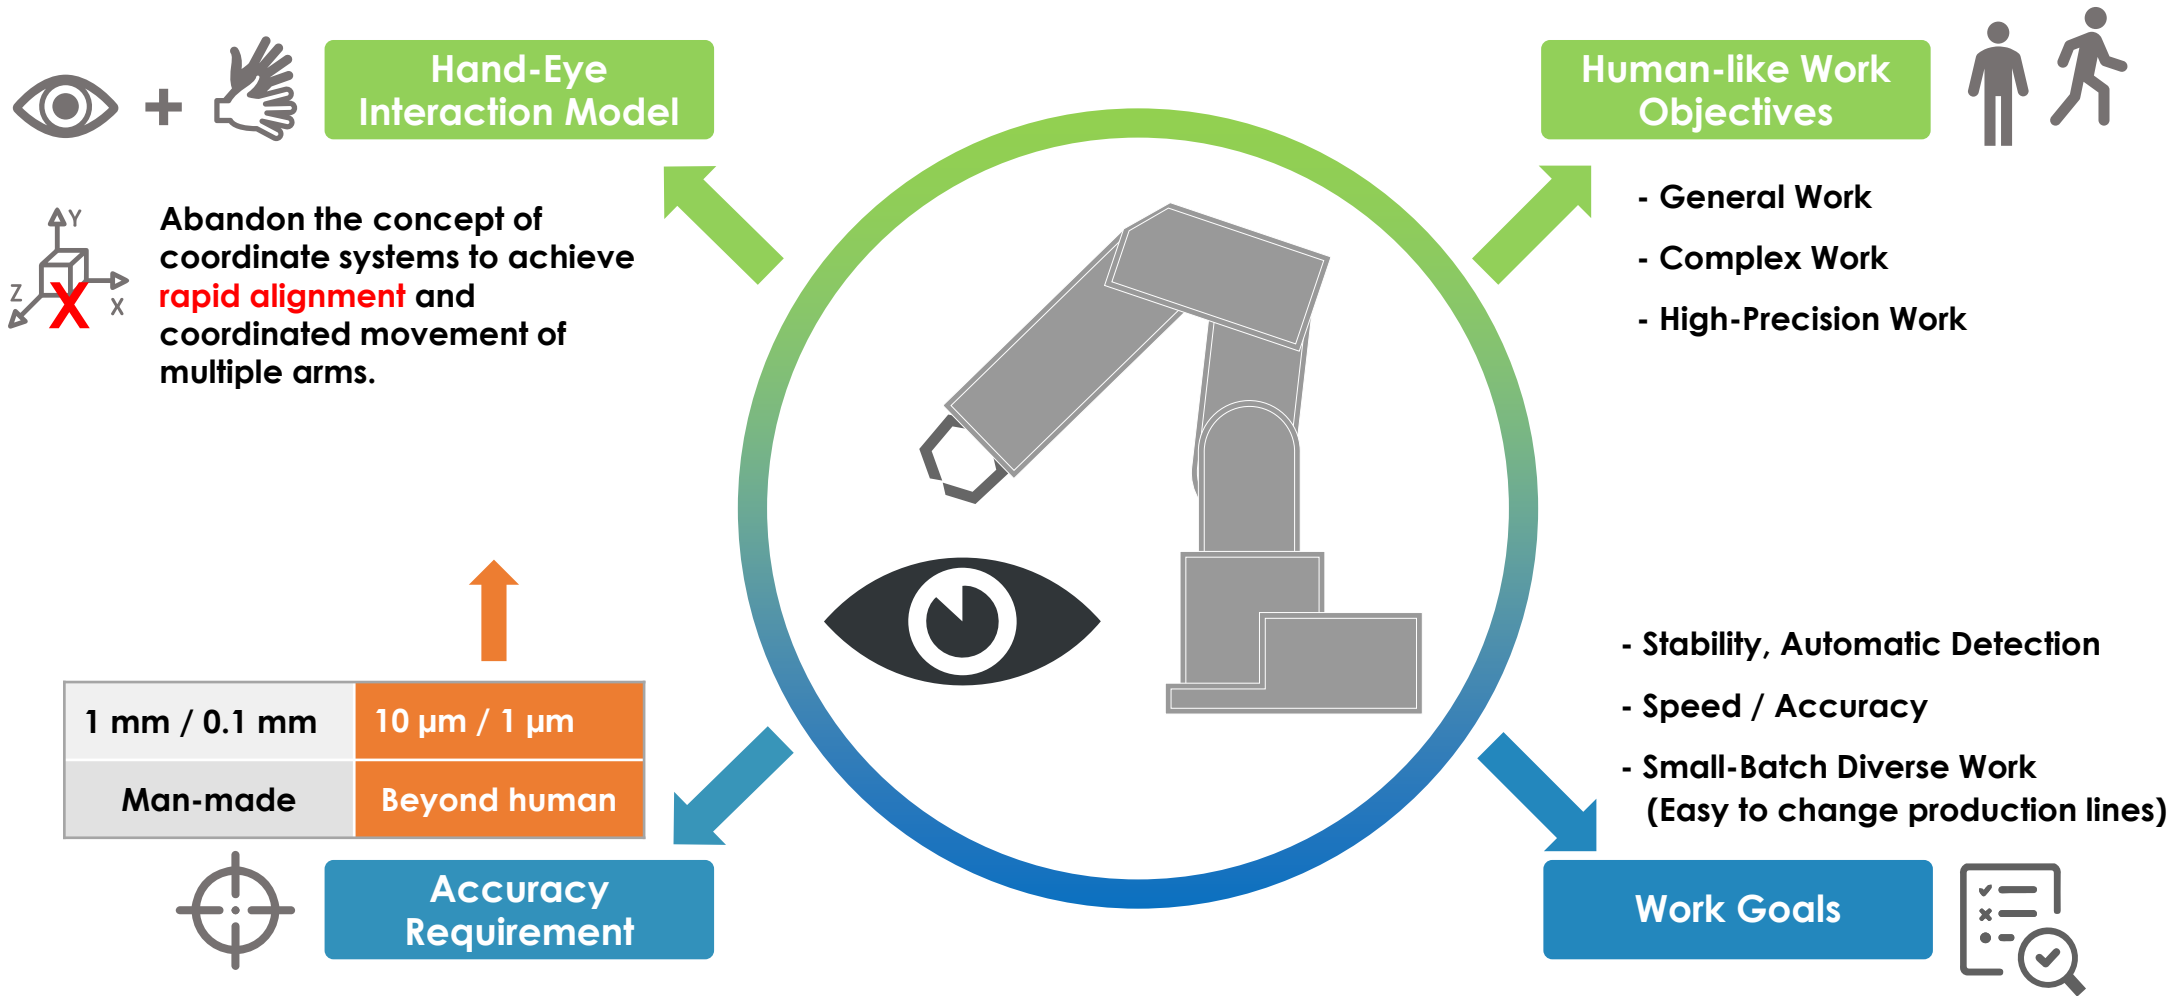 Hand-Eye
Interaction Model
Y
Z
X
X
Abandon the concept of
coordinate systems to achieve
rapid alignment and
coordinated movement of
multiple arms.
Human-like Work
Objectives
- General Work
- Complex Work
- High-Precision Work
1 mm / 0.1 mm
10 μm / 1 μm
Man-made
Beyond human
Accuracy
Requirement
- Stability, Automatic Detection
- Speed / Accuracy
- Small-Batch Diverse Work
(Easy to change production lines)
Work Goals